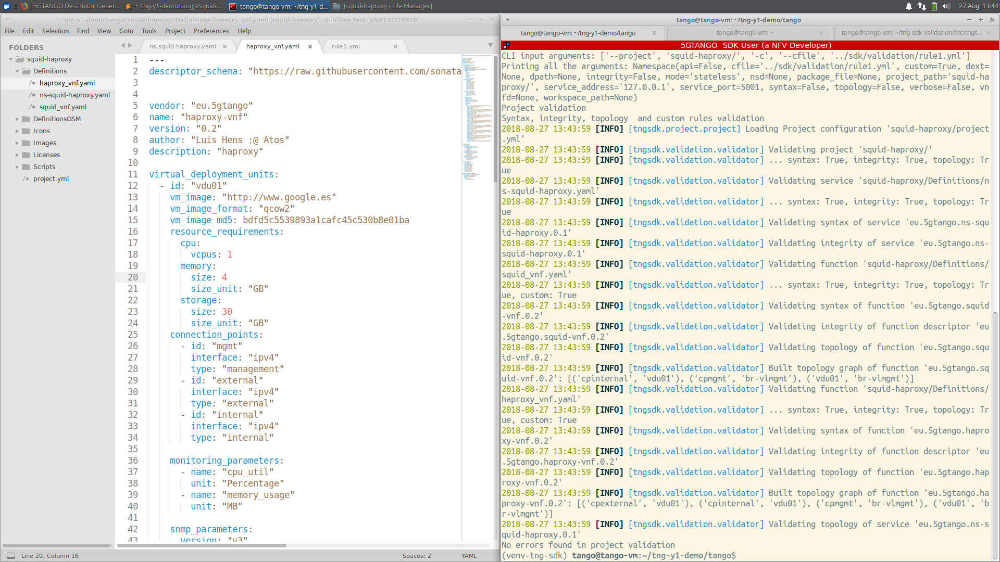 [5GTANGO Descriptor Gener...
~/tng-y1-demo/tango/squid-...
tango@tango-vm: ~/tng-y1-d...
[squid-haproxy - File Manager]
27 Aug, 13:44
~/tng-y1-demo/tango/squid-haproxy/Definitions/haproxy_vnf.yaml (squid-haproxy) - Sublime Text (UNREGISTERED)
File Edit Selection Find View Goto Tools Project Preferences Help
FOLDERS
squid-haproxy
Definitions
/* haproxy_vnf.yaml
/* ns-squid-haproxy.yaml
/* squid_vnf.yaml
DefinitionsOSM
Icons
Images
Licenses
Scripts
/* project.yml
ns-squid-haproxy.yaml
haproxy_vnf.yaml
rule1.yml
1 ---
2 descriptor_schema: "https://raw.githubusercontent.com/sonata
3
4
5 vendor: "eu.5gtango"
6 name: "haproxy-vnf"
7 version: "0.2"
8 author: "Luis Hens :@ Atos"
9 description: "haproxy"
10
11 virtual_deployment_units:
12 - id: "vdu01"
13 vm_image: "http://www.google.es"
14 vm_image_format: "qcow2"
15 vm_image_md5: bdfd5c5539893a1cafc45c530b8e01ba
16 resource_requirements:
17 cpu:
18 vcpus: 1
19 memory:
20 size: 4
21 size_unit: "GB"
22 storage:
23 size: 30
24 size_unit: "GB"
25 connection_points:
26 - id: "mgmt"
27 interface: "ipv4"
28 type: "management"
29 - id: "external"
30 interface: "ipv4"
31 type: "external"
32 - id: "internal"
33 interface: "ipv4"
34 type: "internal"
35
36 monitoring_parameters:
37 - name: "cpu_util"
38 unit: "Percentage"
39 - name: "memory_usage"
40 unit: "MB"
41
42 snmp_parameters:
43 version: "v3"
Line 20, Column 16
Spaces: 2
YAML
tango@tango-vm: ~/tng-y1-demo/tango
tango@tango-vm: ~/tng-y1-demo/tango
tango@tango-vm: ~
tango@tango-vm: ~/tng-sdk-validation/src/tngs...
5GTANGO SDK User (a NFV Developer)
CLI input arguments: ['--project', 'squid-haproxy/', '-c', '--cfile', '../sdk/validation/rule1.yml']
Printing all the arguments: Namespace(api=False, cfile='../sdk/validation/rule1.yml', custom=True, dext=
None, dpath=None, integrity=False, mode='stateless', nsd=None, package_file=None, project_path='squid-ha
proxy/', service_address='127.0.0.1', service_port=5001, syntax=False, topology=False, verbose=False, vn
fd=None, workspace_path=None)
Project validation
Syntax, integrity, topology  and custom rules validation
2018-08-27 13:43:59 [INFO] [tngsdk.project.project] Loading Project configuration 'squid-haproxy/project
.yml'
2018-08-27 13:43:59 [INFO] [tngsdk.validation.validator] Validating project 'squid-haproxy/'
2018-08-27 13:43:59 [INFO] [tngsdk.validation.validator] ... syntax: True, integrity: True, topology: Tr
ue
2018-08-27 13:43:59 [INFO] [tngsdk.validation.validator] Validating service 'squid-haproxy/Definitions/n
s-squid-haproxy.yaml'
2018-08-27 13:43:59 [INFO] [tngsdk.validation.validator] ... syntax: True, integrity: True, topology: Tr
ue
2018-08-27 13:43:59 [INFO] [tngsdk.validation.validator] Validating syntax of service 'eu.5gtango.ns-squ
id-haproxy.0.1'
2018-08-27 13:43:59 [INFO] [tngsdk.validation.validator] Validating integrity of service 'eu.5gtango.ns-
squid-haproxy.0.1'
2018-08-27 13:43:59 [INFO] [tngsdk.validation.validator] Validating function 'squid-haproxy/Definitions/
squid_vnf.yaml'
2018-08-27 13:43:59 [INFO] [tngsdk.validation.validator] ... syntax: True, integrity: True, topology: Tr
ue, custom: True
2018-08-27 13:43:59 [INFO] [tngsdk.validation.validator] Validating syntax of function 'eu.5gtango.squid
-vnf.0.2'
2018-08-27 13:43:59 [INFO] [tngsdk.validation.validator] Validating integrity of function descriptor 'eu
.5gtango.squid-vnf.0.2'
2018-08-27 13:43:59 [INFO] [tngsdk.validation.validator] Validating topology of function 'eu.5gtango.squ
id-vnf.0.2'
2018-08-27 13:43:59 [INFO] [tngsdk.validation.validator] Built topology graph of function 'eu.5gtango.sq
uid-vnf.0.2': [('cpinternal', 'vdu01'), ('cpmgmt', 'br-vlmgmt'), ('vdu01', 'br-vlmgmt')]
2018-08-27 13:43:59 [INFO] [tngsdk.validation.validator] Validating function 'squid-haproxy/Definitions/
haproxy_vnf.yaml'
2018-08-27 13:43:59 [INFO] [tngsdk.validation.validator] ... syntax: True, integrity: True, topology: Tr
ue, custom: True
2018-08-27 13:43:59 [INFO] [tngsdk.validation.validator] Validating syntax of function 'eu.5gtango.hapro
xy-vnf.0.2'
2018-08-27 13:43:59 [INFO] [tngsdk.validation.validator] Validating integrity of function descriptor 'eu
.5gtango.haproxy-vnf.0.2'
2018-08-27 13:43:59 [INFO] [tngsdk.validation.validator] Validating topology of function 'eu.5gtango.hap
roxy-vnf.0.2'
2018-08-27 13:43:59 [INFO] [tngsdk.validation.validator] Built topology graph of function 'eu.5gtango.ha
proxy-vnf.0.2': [('cpexternal', 'vdu01'), ('cpinternal', 'vdu01'), ('cpmgmt', 'br-vlmgmt'), ('vdu01', 'b
r-vlmgmt')]
2018-08-27 13:43:59 [INFO] [tngsdk.validation.validator] Validating topology of service 'eu.5gtango.ns-s
quid-haproxy.0.1'
No errors found in project validation
(venv-tng-sdk) tango@tango-vm:~/tng-y1-demo/tango$